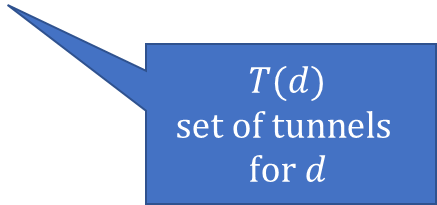 T(d)
set of tunnels
for d